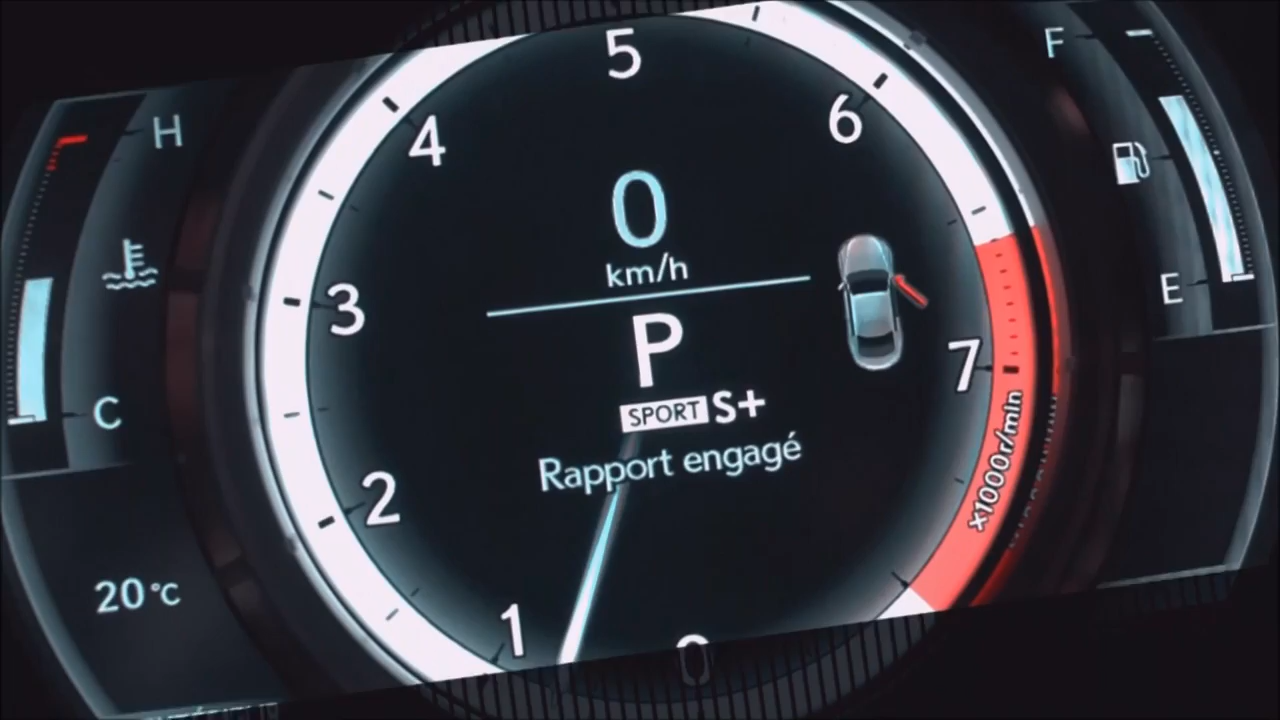 5
F
4
6
H
0
km/h
3
P
E
7
C
SPORT S+
Rapport engagé
x1000r/min
2
20°C
1
0